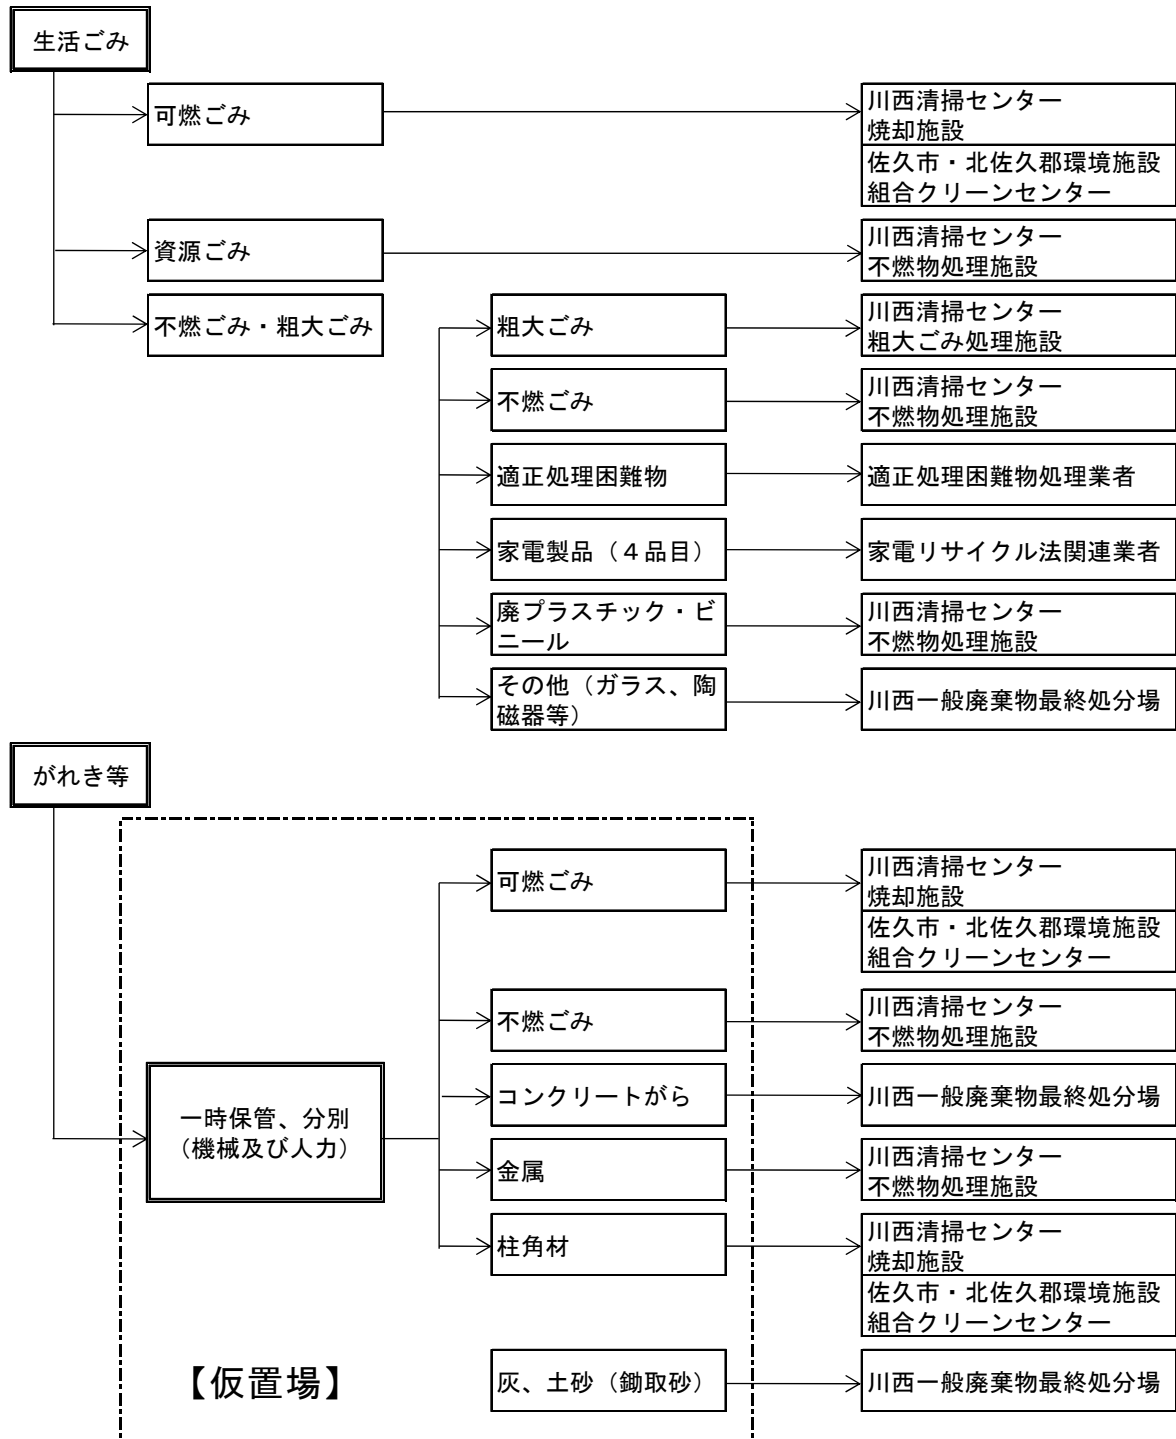 生活ごみ
可燃ごみ
川西清掃センター
焼却施設
佐久市・北佐久郡環境施設
組合クリーンセンター
資源ごみ
川西清掃センター
不燃物処理施設
不燃ごみ・粗大ごみ
粗大ごみ
川西清掃センター
粗大ごみ処理施設
不燃ごみ
川西清掃センター
不燃物処理施設
適正処理困難物
適正処理困難物処理業者
家電製品（４品目）
家電リサイクル法関連業者
廃プラスチック・ビ
ニール
川西清掃センター
不燃物処理施設
その他（ガラス、陶
磁器等）
川西一般廃棄物最終処分場
がれき等
可燃ごみ
川西清掃センター
焼却施設
佐久市・北佐久郡環境施設
組合クリーンセンター
不燃ごみ
川西清掃センター
不燃物処理施設
一時保管、分別
（機械及び人力）
コンクリートがら
川西一般廃棄物最終処分場
金属
川西清掃センター
不燃物処理施設
柱角材
川西清掃センター
焼却施設
佐久市・北佐久郡環境施設
組合クリーンセンター
【仮置場】
灰、土砂（鋤取砂）
川西一般廃棄物最終処分場